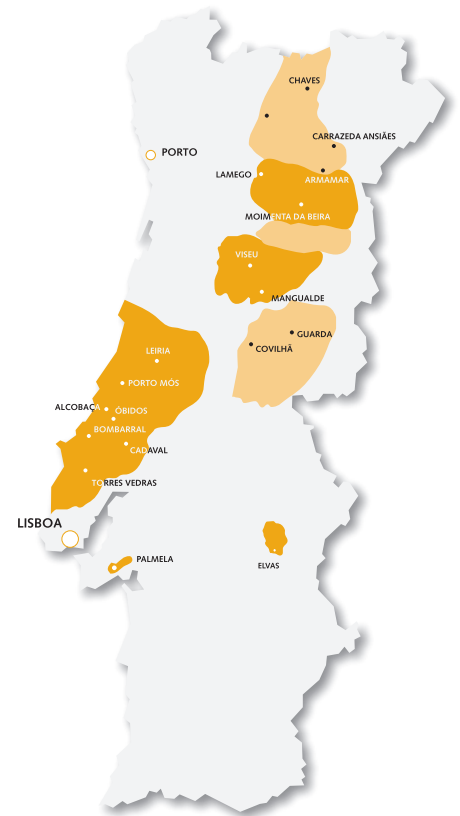 CHAVES
CARRAZEDA ANSIÃES
PORTO
LAMEGO
ARMAMAR
MOIMENTA DA BEIRA
VISEU
MANGUALDE
GUARDA
COVILHÃ
LEIRIA
PORTO MÓS
ALCOBAÇA
ÓBIDOS
BOMBARRAL
CADAVAL
TORRES VEDRAS
LISBOA
PALMELA
ELVAS